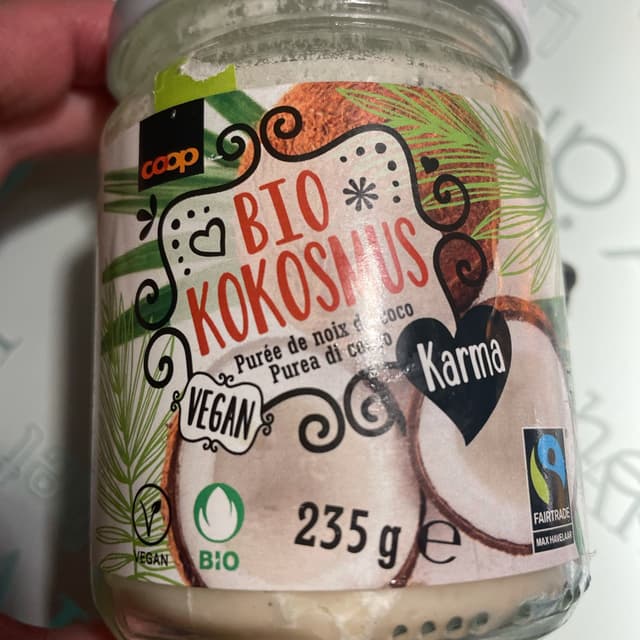 coop
BIO
KOKOSMUS
Purée de noix de coco
Purea di cocco
Karma
VEGAN
VEGAN
BIO
235 g e
FAIRTRADE
MAX HAVELAAR